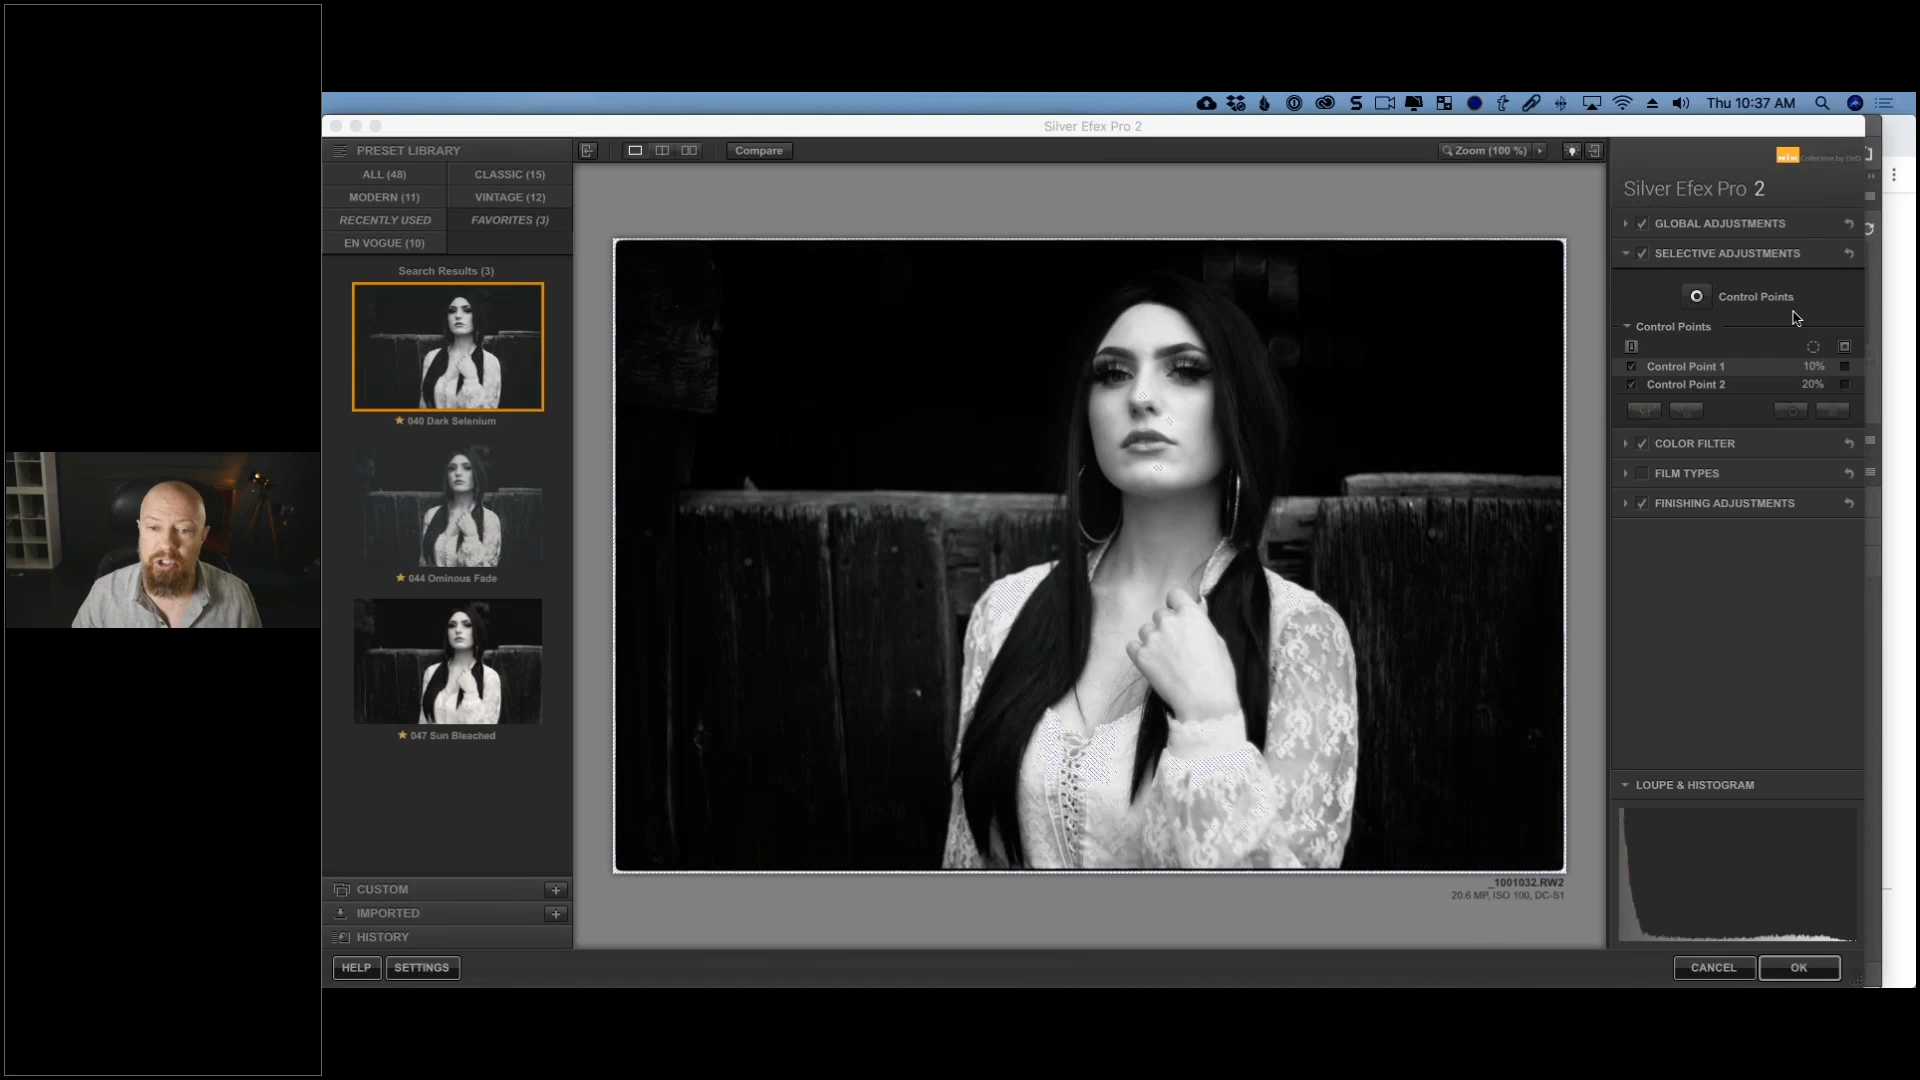 Thu 10:37 AM
Silver Efex Pro 2
PRESET LIBRARY
ALL (48)
CLASSIC (15)
MODERN (11)
VINTAGE (12)
RECENTLY USED
FAVORITES (3)
EN VOGUE (10)
Search Results (3)
040 Dark Selenium
044 Ominous Fade
047 Sun Bleached
CUSTOM
IMPORTED
HISTORY
HELP
SETTINGS
Compare
Zoom (100 %)
_1001032.RW2
20.6 MP, ISO 100, DC-S1
nik Collection by DxO
Silver Efex Pro 2
GLOBAL ADJUSTMENTS
SELECTIVE ADJUSTMENTS
Control Points
Control Points
Control Point 1 10%
Control Point 2 20%
COLOR FILTER
FILM TYPES
FINISHING ADJUSTMENTS
LOUPE & HISTOGRAM
CANCEL
OK